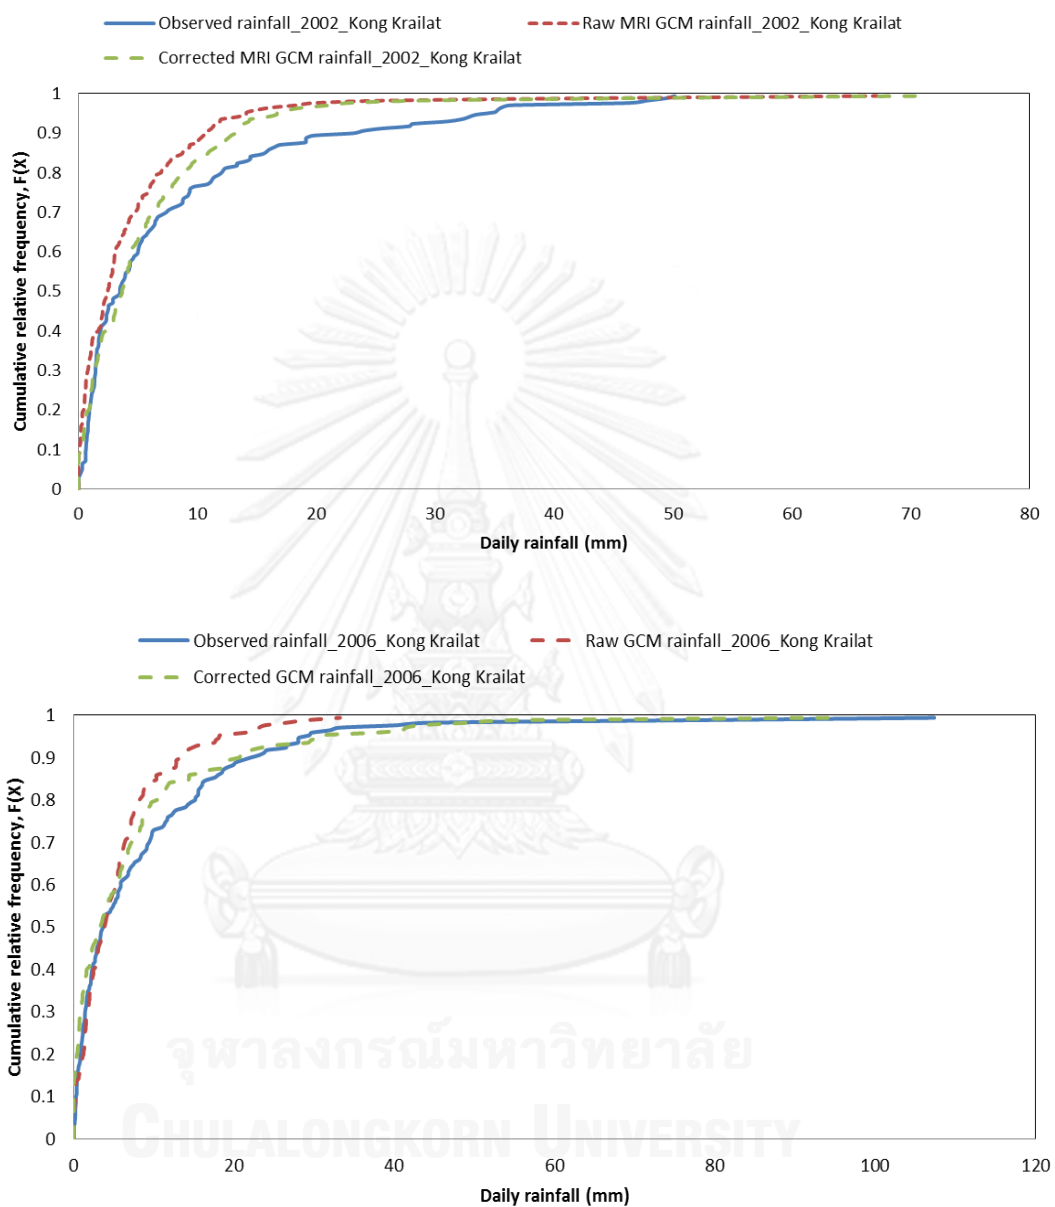 Observed rainfall_2002_Kong Krailat
Raw MRI GCM rainfall_2002_Kong Krailat
Corrected MRI GCM rainfall_2002_Kong Krailat
1
0.9
0.8
0.7
0.6
0.5
0.4
0.3
0.2
0.1
0
Cumulative relative frequency, F(X)
0 10 20 30 40 50 60 70 80
Daily rainfall (mm)
Observed rainfall_2006_Kong Krailat
Raw GCM rainfall_2006_Kong Krailat
Corrected GCM rainfall_2006_Kong Krailat
1
0.9
0.8
0.7
0.6
0.5
0.4
0.3
0.2
0.1
0
Cumulative relative frequency, F(X)
0 20 40 60 80 100 120
Daily rainfall (mm)
จุฬาลงกรณ์มหาวิทยาลัย
CHULALONGKORN UNIVERSITY